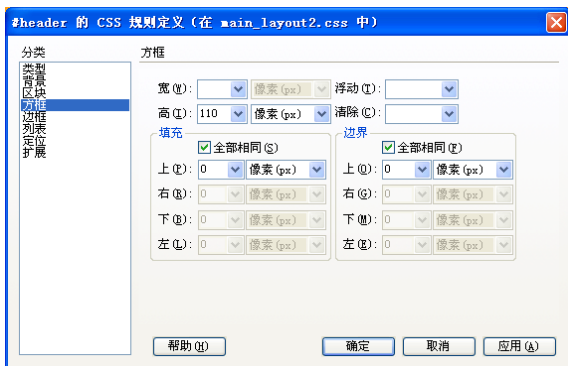 #header 的 CSS 规则定义（在 main_layout2.css 中）
分类
类型
背景
区块
方框
边框
列表
定位
扩展
方框
宽(W): 像素(px) 浮动(T):
高(I): 110 像素(px) 清除(C):
填充
全部相同(S)
上(P): 0 像素(px)
右(R): 0 像素(px)
下(B): 0 像素(px)
左(L): 0 像素(px)
边界
全部相同(F)
上(O): 0 像素(px)
右(G): 0 像素(px)
下(M): 0 像素(px)
左(E): 0 像素(px)
帮助(H) 确定 取消 应用(A)